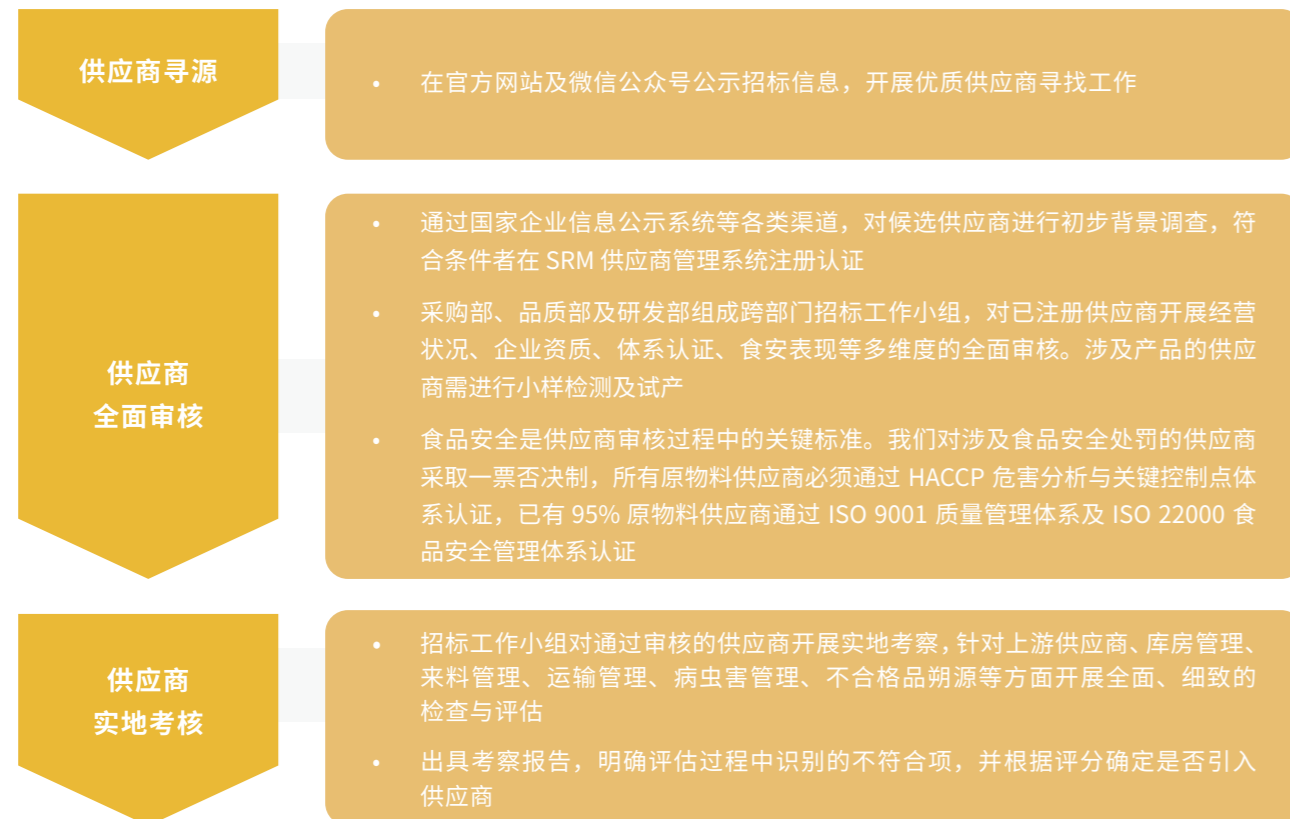 供应商寻源
• 在官方网站及微信公众号公示招标信息，开展优质供应商寻找工作
供应商
全面审核
• 通过国家企业信息公示系统等各类渠道，对候选供应商进行初步背景调查，符
合条件者在 SRM 供应商管理系统注册认证
• 采购部、品质部及研发部组成跨部门招标工作小组，对已注册供应商开展经营
状况、企业资质、体系认证、食安表现等多维度的全面审核。涉及产品的供应
商需进行小样检测及试产
• 食品安全是供应商审核过程中的关键标准。我们对涉及食品安全处罚的供应商
采取一票否决制，所有原物料供应商必须通过 HACCP 危害分析与关键控制点体
系认证，已有 95% 原物料供应商通过 ISO 9001 质量管理体系及 ISO 22000 食
品安全管理体系认证
供应商
实地考核
• 招标工作小组对通过审核的供应商开展实地考察，针对上游供应商、库房管理、
来料管理、运输管理、病虫害管理、不合格品朔源等方面开展全面、细致的
检查与评估
• 出具考察报告，明确评估过程中识别的不符合项，并根据评分确定是否引入
供应商